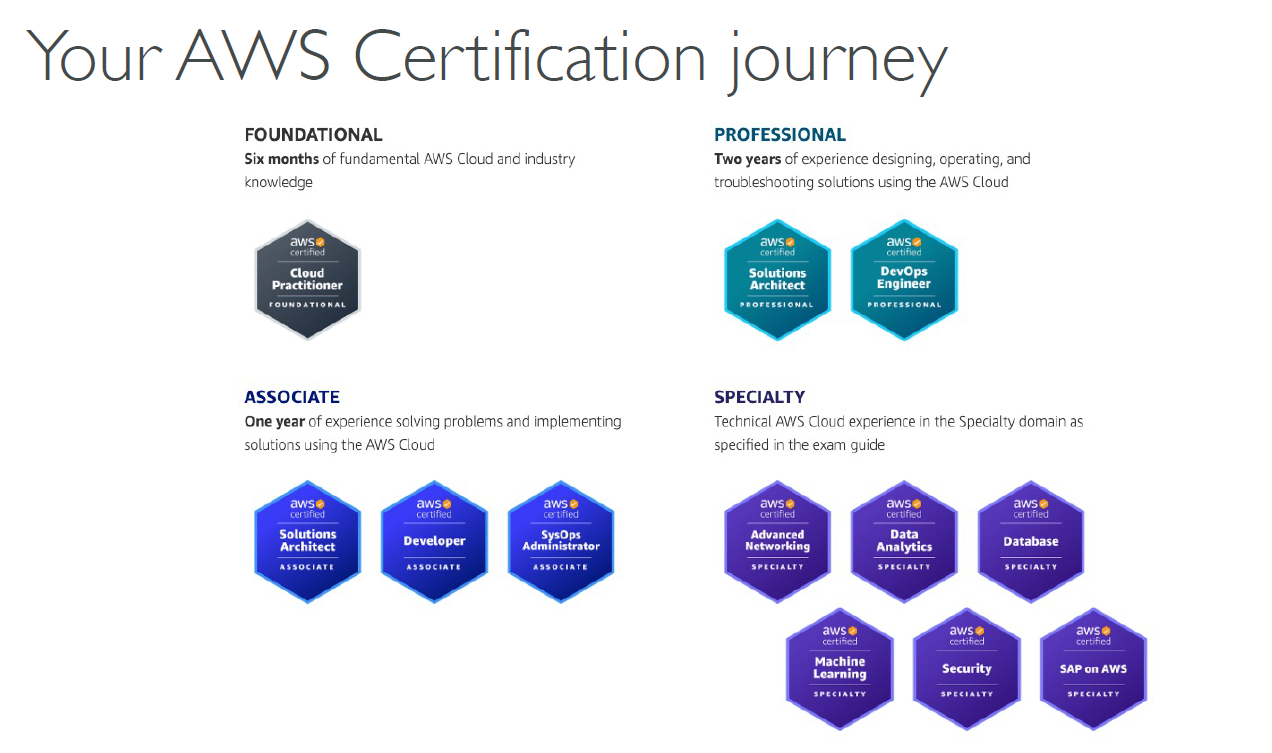 Your AWS Certification journey
FOUNDATIONAL
Six months of fundamental AWS Cloud and industry
knowledge
aws
certified
Cloud
Practitioner
FOUNDATIONAL
PROFESSIONAL
Two years of experience designing, operating, and
troubleshooting solutions using the AWS Cloud
aws
certified
Solutions
Architect
PROFESSIONAL
aws
certified
DevOps
Engineer
PROFESSIONAL
ASSOCIATE
One year of experience solving problems and implementing
solutions using the AWS Cloud
aws
certified
Solutions
Architect
ASSOCIATE
aws
certified
Developer
ASSOCIATE
aws
certified
SysOps
Administrator
ASSOCIATE
SPECIALTY
Technical AWS Cloud experience in the Specialty domain as
specified in the exam guide
aws
certified
Advanced
Networking
SPECIALTY
aws
certified
Data
Analytics
SPECIALTY
aws
certified
Database
SPECIALTY
aws
certified
Machine
Learning
SPECIALTY
aws
certified
Security
SPECIALTY
aws
certified
SAP on AWS
SPECIALTY